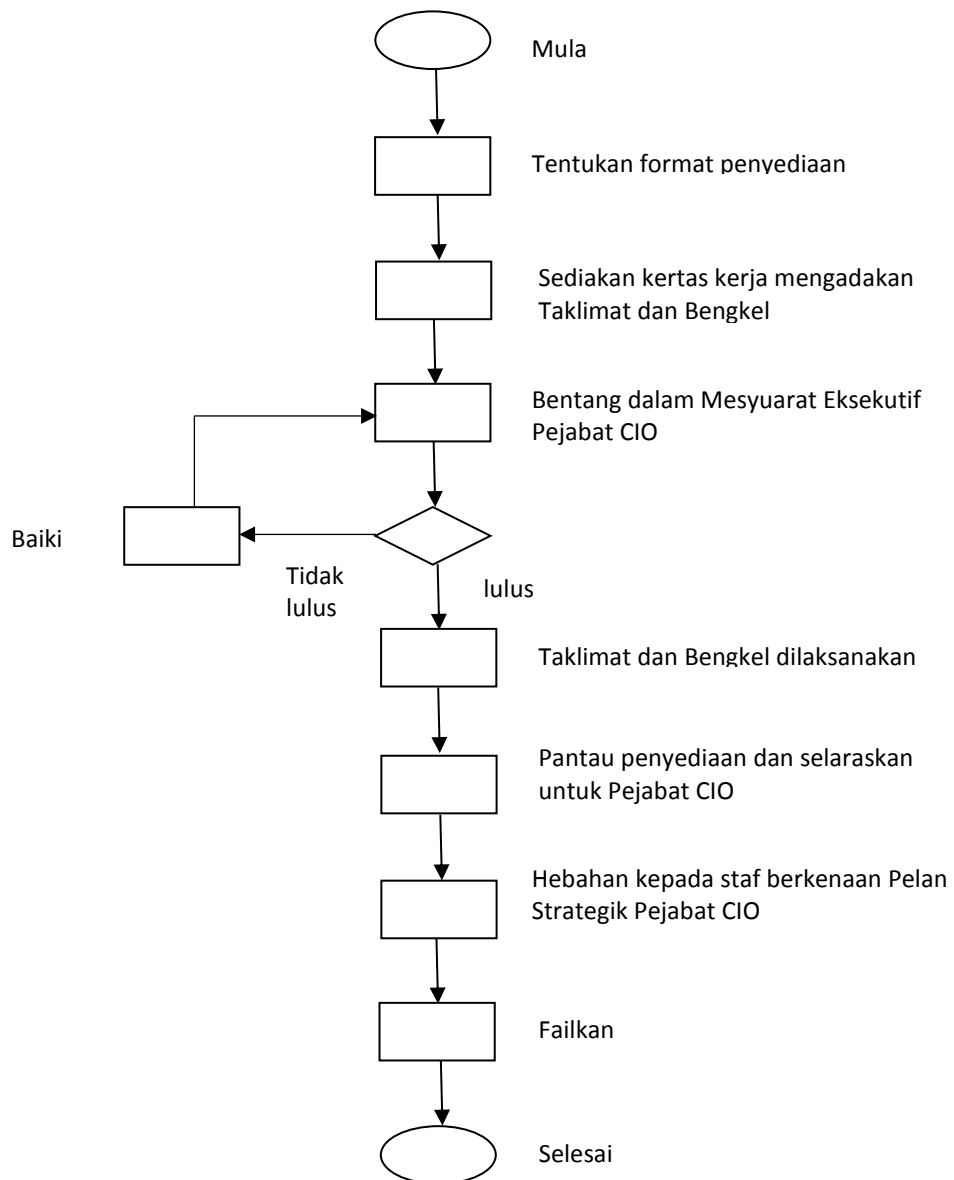 Mula
Tentukan format penyediaan
Sediakan kertas kerja mengadakan
Taklimat dan Bengkel
Bentang dalam Mesyuarat Eksekutif
Pejabat CIO
Baiki
Tidak
lulus
lulus
Taklimat dan Bengkel dilaksanakan
Pantau penyediaan dan selaraskan
untuk Pejabat CIO
Hebahan kepada staf berkenaan Pelan
Strategik Pejabat CIO
Failkan
Selesai